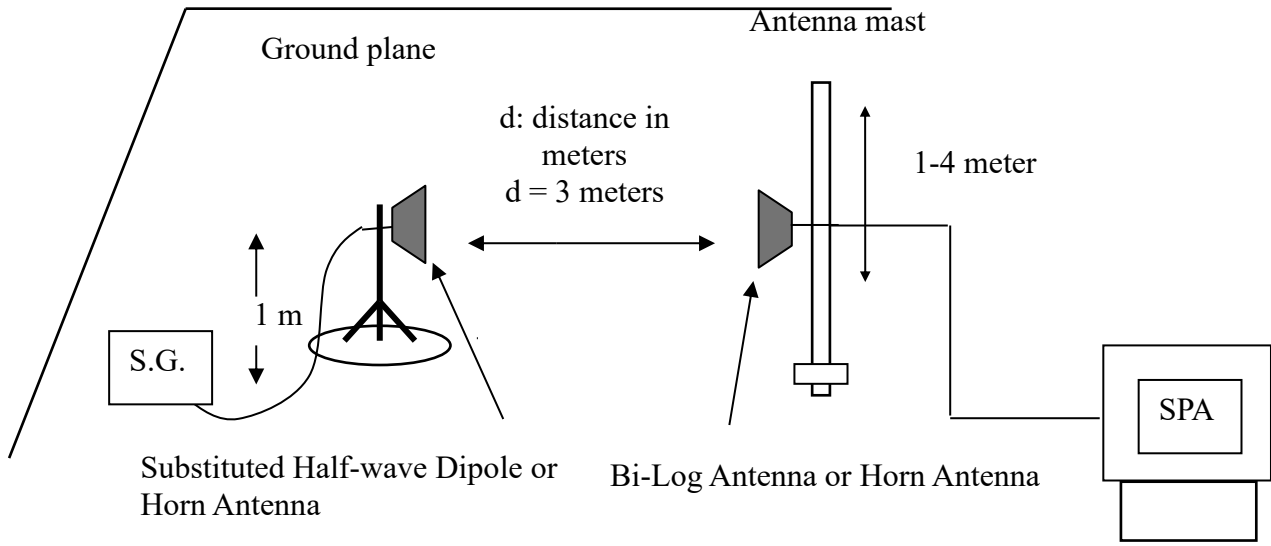 Antenna mast
Ground plane
d: distance in
meters
d = 3 meters
1-4 meter
1 m
S.G.
SPA
Substituted Half-wave Dipole or
Horn Antenna
Bi-Log Antenna or Horn Antenna